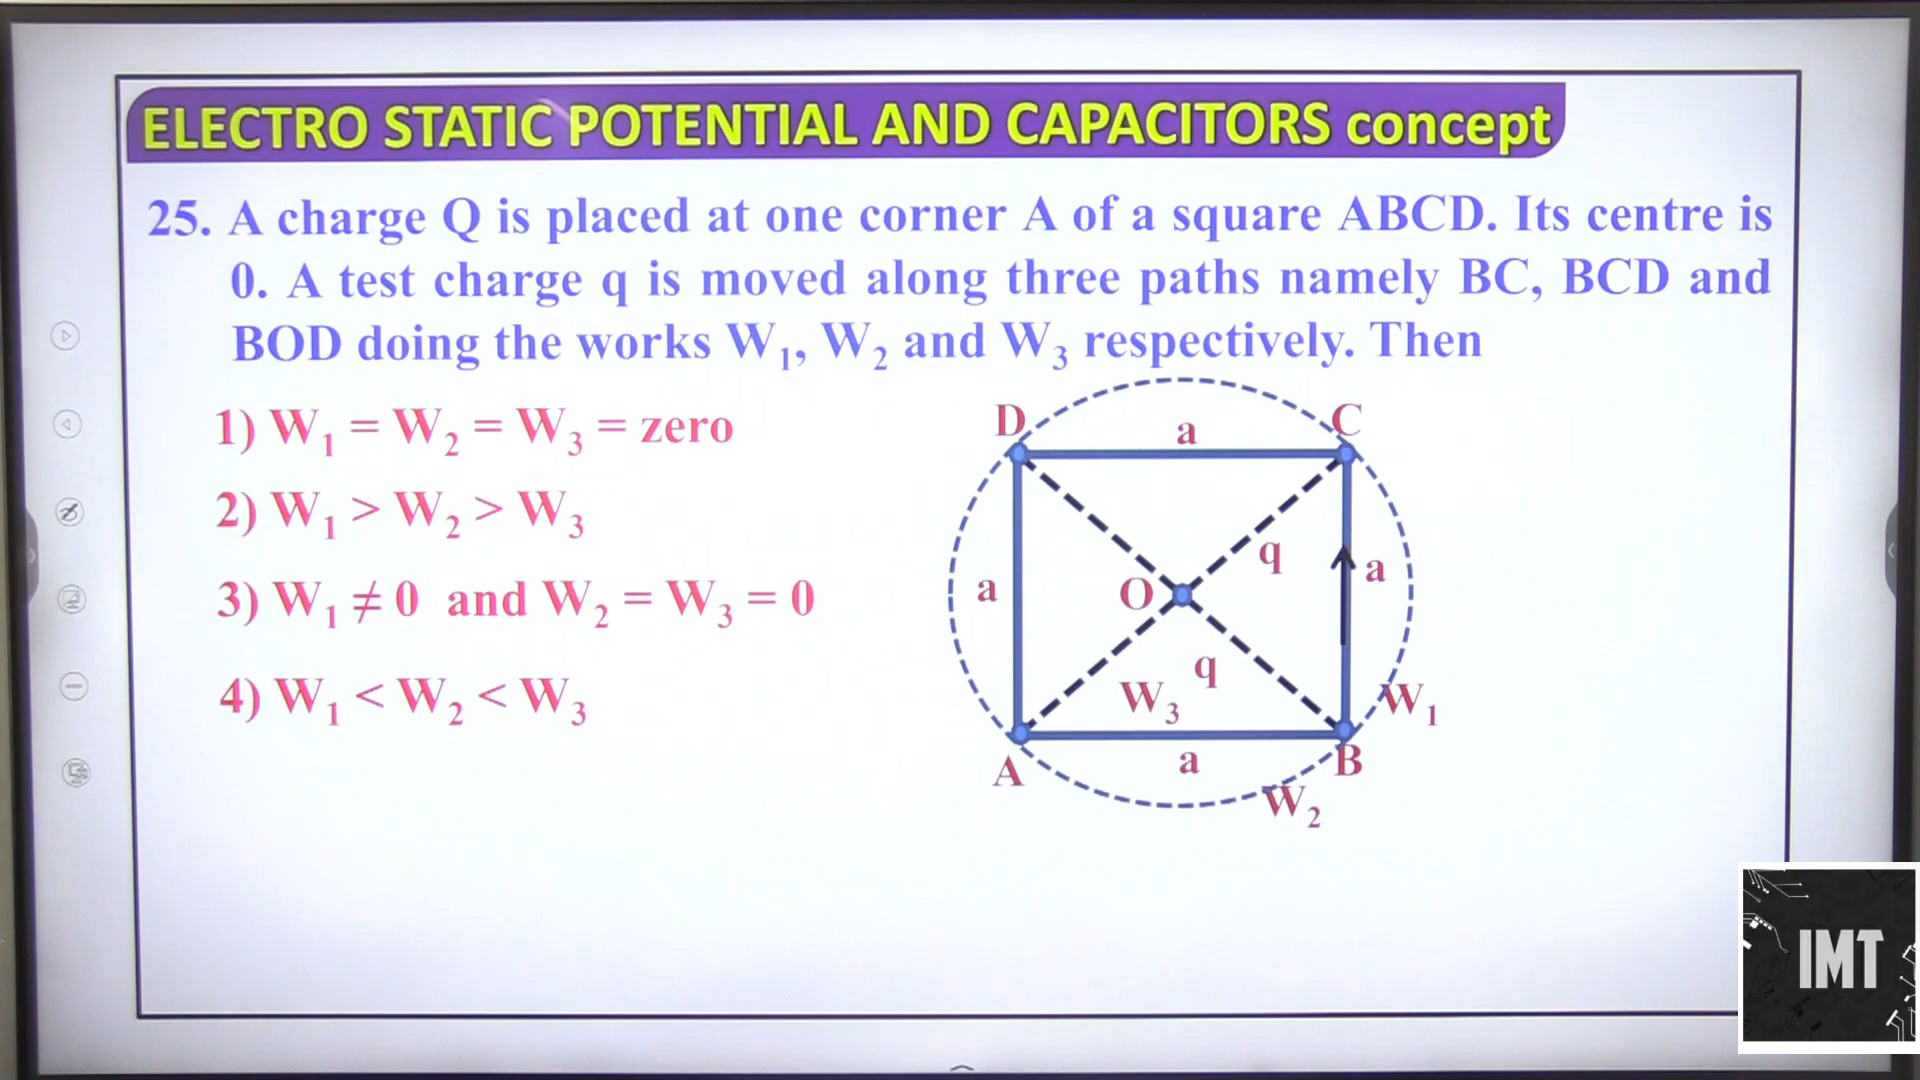 ELECTRO STATIC POTENTIAL AND CAPACITORS concept
25. A charge Q is placed at one corner A of a square ABCD. Its centre is
0. A test charge q is moved along three paths namely BC, BCD and
BOD doing the works W₁, W₂ and W₃ respectively. Then
1) W₁ = W₂ = W₃ = zero
2) W₁ > W₂ > W₃
3) W₁ ≠ 0 and W₂ = W₃ = 0
4) W₁ < W₂ < W₃
D
a
C
a
O
q
a
q
W₃
W₁
A
a
B
W₂
IMT